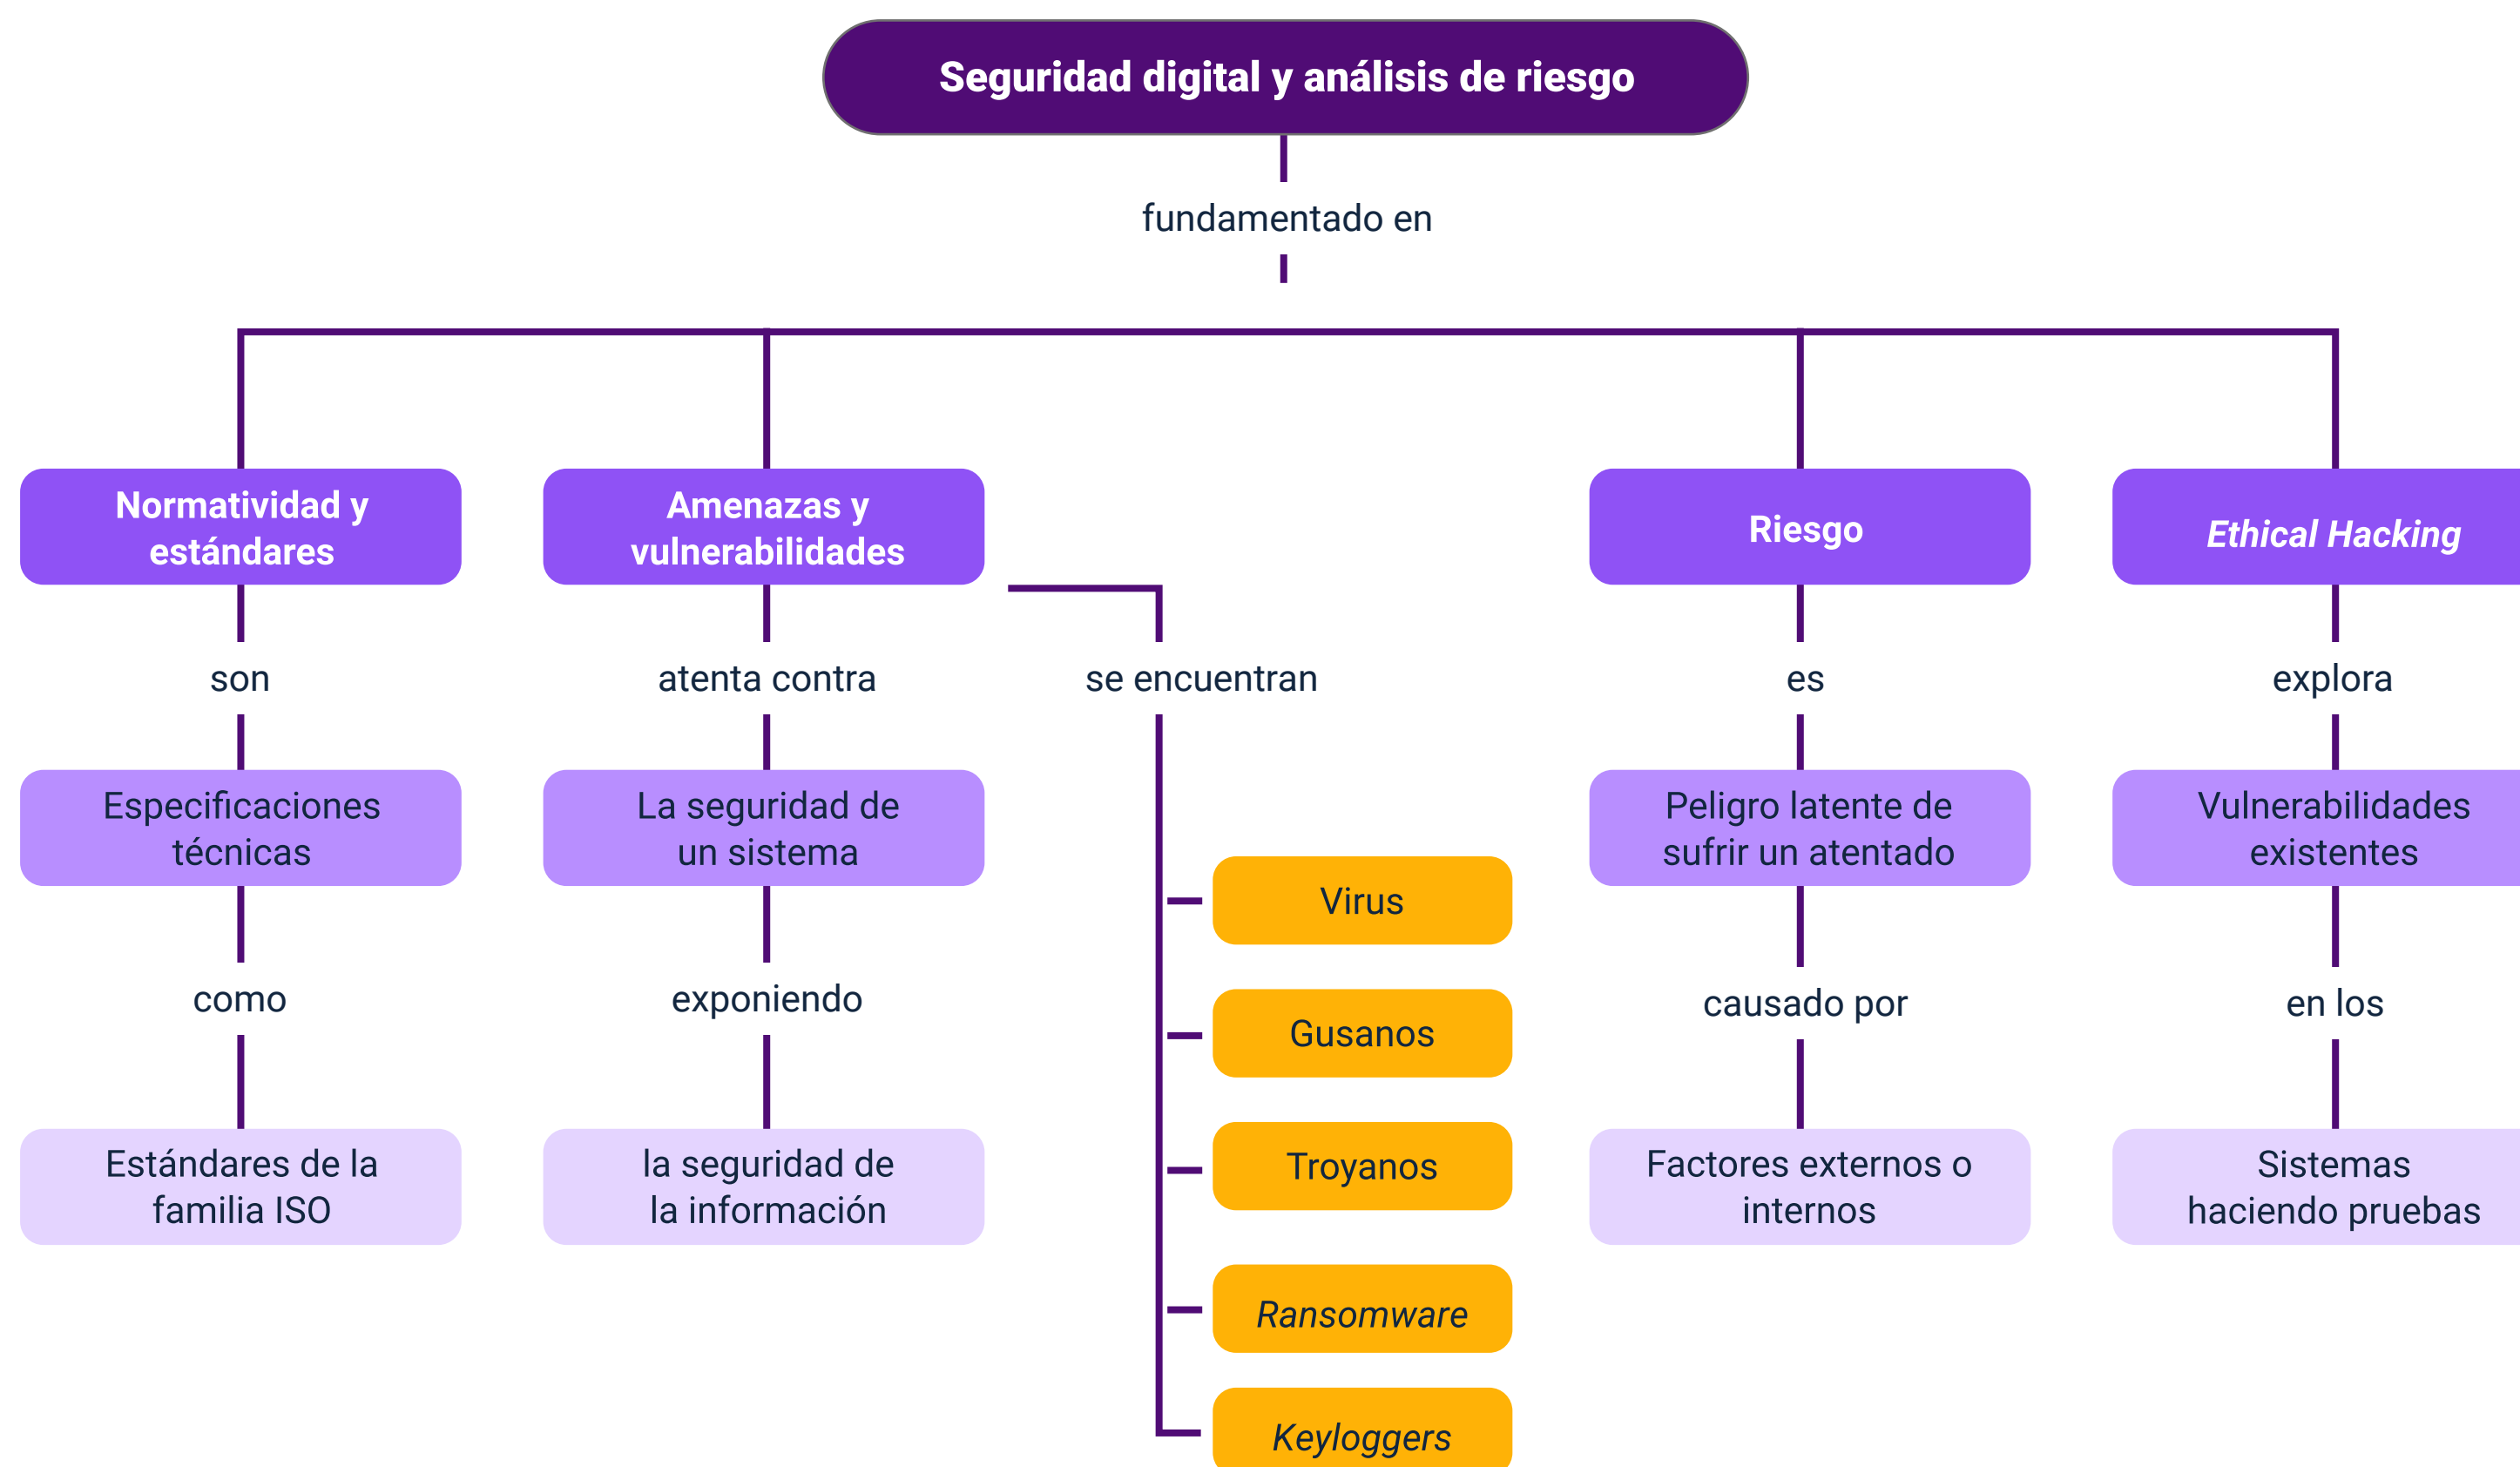 Seguridad digital y análisis de riesgo
fundamentado en
Normatividad y
estándares
son
Especificaciones
técnicas
como
Estándares de la
familia ISO
Amenazas y
vulnerabilidades
atenta contra
La seguridad de
un sistema
exponiendo
la seguridad de
la información
se encuentran
Virus
Gusanos
Troyanos
Ransomware
Keyloggers
Riesgo
es
Peligro latente de
sufrir un atentado
causado por
Factores externos o
internos
Ethical Hacking
explora
Vulnerabilidades
existentes
en los
Sistemas
haciendo pruebas